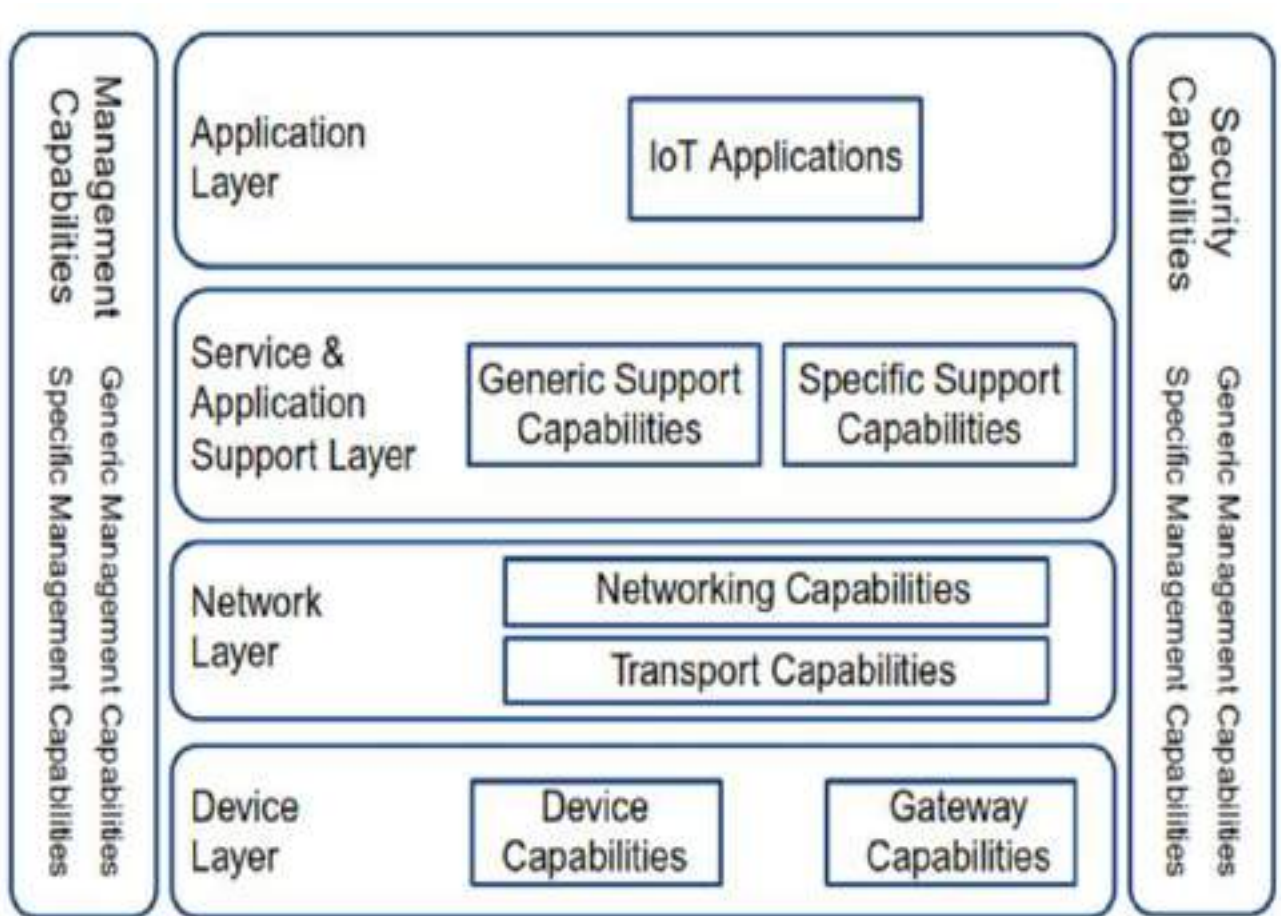 Management
Capabilities
Generic Management Capabilities
Specific Management Capabilities
Application
Layer
IoT Applications
Service &
Application
Support Layer
Generic Support
Capabilities
Specific Support
Capabilities
Network
Layer
Networking Capabilities
Transport Capabilities
Device
Layer
Device
Capabilities
Gateway
Capabilities
Security
Capabilities
Generic Management Capabilities
Specific Management Capabilities